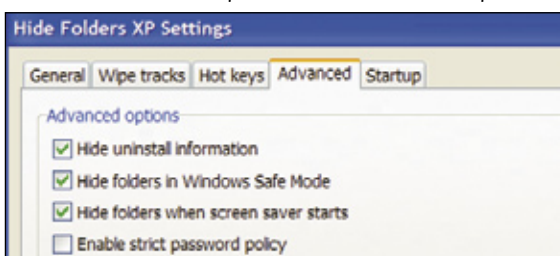 Hide Folders XP Settings
General Wipe tracks Hot keys Advanced Startup
Advanced options
Hide uninstall information
Hide folders in Windows Safe Mode
Hide folders when screen saver starts
Enable strict password policy